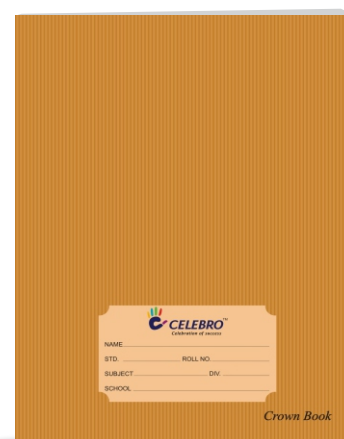 CELEBRO™
Celebration of success
NAME
STD. ROLL NO.
SUBJECT DIV.
SCHOOL
Crown Book